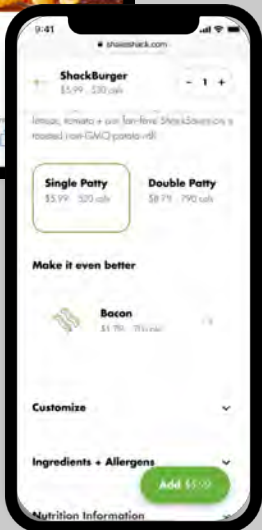 9:41
shakeshack.com
ShackBurger
$5.99 530 cals
- 1 +
lettuce, tomato + our fan-fave ShackSauce on a
toasted non-GMO potato roll
Single Patty
Double Patty
$5.99 520 cals
$8.79 790 cals
Make it even better
Bacon
Customize
Ingredients + Allergens
Add $5.99
Nutrition Information